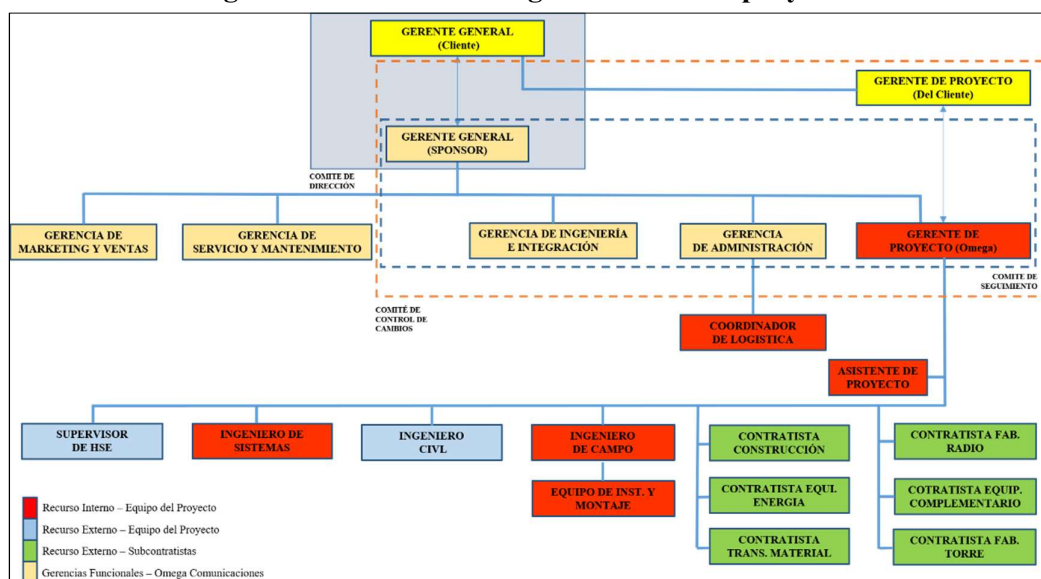 GERENTE GENERAL
(Cliente)
GERENTE DE PROYECTO
(Del Cliente)
GERENTE GENERAL
(SPONSOR)
COMITE DE
DIRECCIÓN
GERENCIA DE
MARKETING Y VENTAS
GERENCIA DE
SERVICIO Y MANTENIMIENTO
GERENCIA DE INGENIERÍA
E INTEGRACIÓN
GERENCIA
DE ADMINISTRACIÓN
GERENTE DE
PROYECTO (Omega)
COMITE DE
SEGUIMIENTO
COMITÉ DE
CONTROL DE
CAMBIOS
COORDINADOR
DE LOGISTICA
ASISTENTE DE
PROYECTO
SUPERVISOR
DE HSE
INGENIERO DE
SISTEMAS
INGENIERO
CIVL
INGENIERO
DE CAMPO
CONTRATISTA
CONSTRUCCIÓN
CONTRATISTA FAB.
RADIO
EQUIPO DE INST. Y
MONTAJE
CONTRATISTA EQUI.
ENERGIA
COTRATISTA EQUIP.
COMPLEMENTARIO
CONTRATISTA
TRANS. MATERIAL
CONTRATISTA FAB.
TORRE
Recurso Interno – Equipo del Proyecto
Recurso Externo – Equipo del Proyecto
Recurso Externo – Subcontratistas
Gerencias Funcionales – Omega Comunicaciones